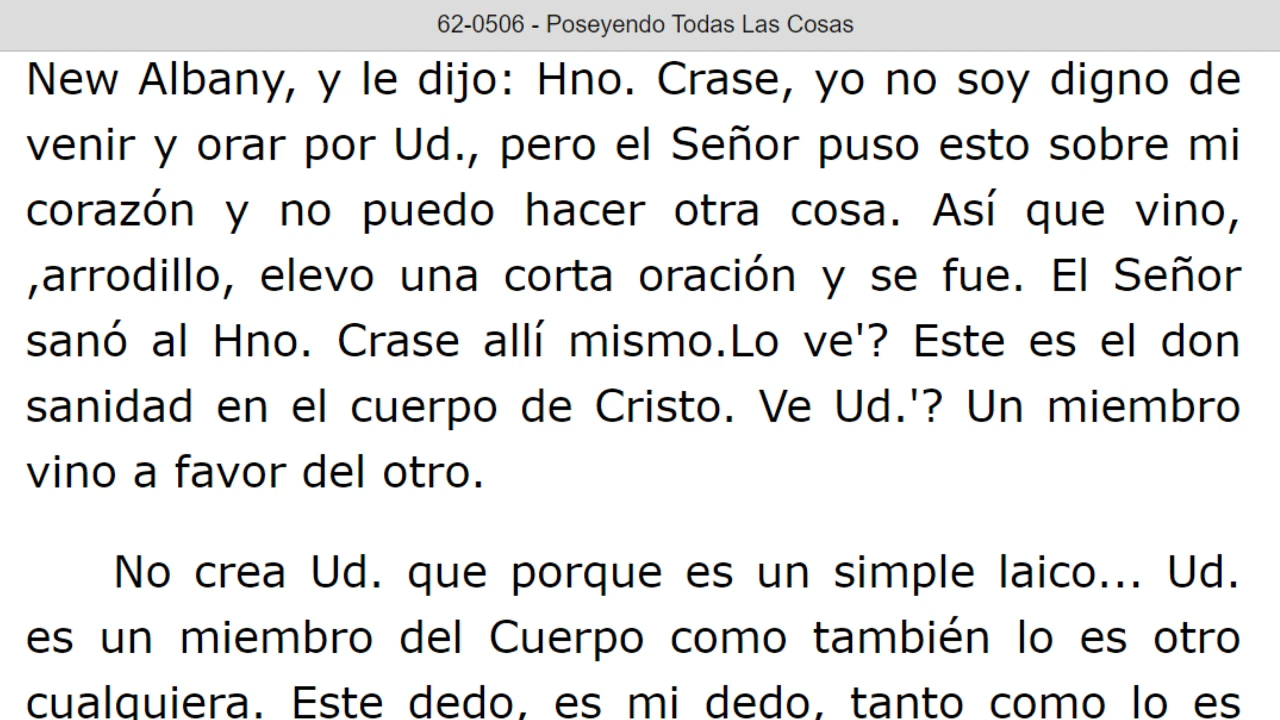 62-0506 - Poseyendo Todas Las Cosas
New Albany, y le dijo: Hno. Crase, yo no soy digno de
venir y orar por Ud., pero el Señor puso esto sobre mi
corazón y no puedo hacer otra cosa. Así que vino,
,arrodillo, elevo una corta oración y se fue. El Señor
sanó al Hno. Crase allí mismo.Lo ve'? Este es el don
sanidad en el cuerpo de Cristo. Ve Ud.'? Un miembro
vino a favor del otro.
No crea Ud. que porque es un simple laico... Ud.
es un miembro del Cuerpo como también lo es otro
cualquiera. Este dedo, es mi dedo, tanto como lo es